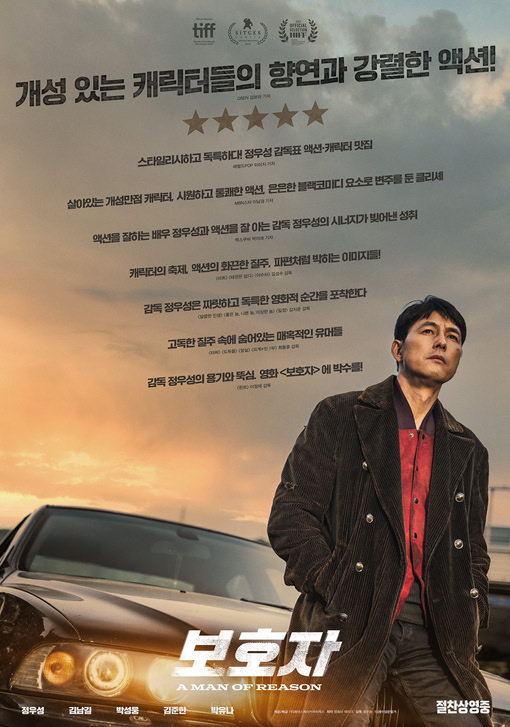 tiff
SITGES
OFFICIAL SELECTION
HIFF
개성 있는 캐릭터들의 향연과 강렬한 액션!
스타일리시하고 독특하다! 정우성 감독표 액션·캐릭터 맛집
살아있는 개성만점 캐릭터, 시원하고 통쾌한 액션, 은은한 블랙코미디 요소로 변주를 둔 클리셰
액션을 잘하는 배우 정우성과 액션을 잘 아는 감독 정우성의 시너지가 빚어낸 성취
캐릭터의 축제, 액션의 화끈한 질주, 파편처럼 박히는 이미지들!
감독 정우성은 짜릿하고 독특한 영화적 순간을 포착한다
고독한 질주 속에 숨어있는 매혹적인 유머들
감독 정우성의 용기와 뚝심, 영화 <보호자>에 박수를!
보호자
A MAN OF REASON
정우성 김남길 박성웅 김준한 박유나
절찬상영중